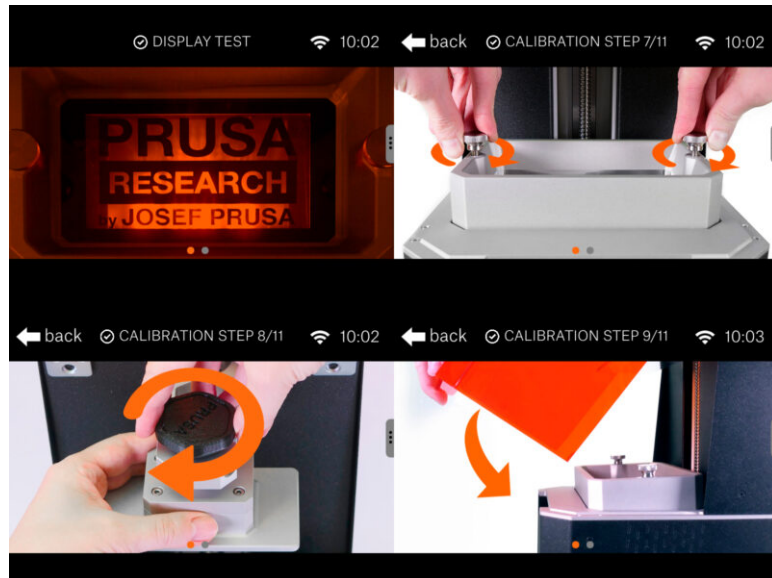 DISPLAY TEST 10:02
PRUSA
RESEARCH
by JOSEF PRUSA
back CALIBRATION STEP 7/11 10:02
back CALIBRATION STEP 8/11 10:02
PRUSA
back CALIBRATION STEP 9/11 10:03